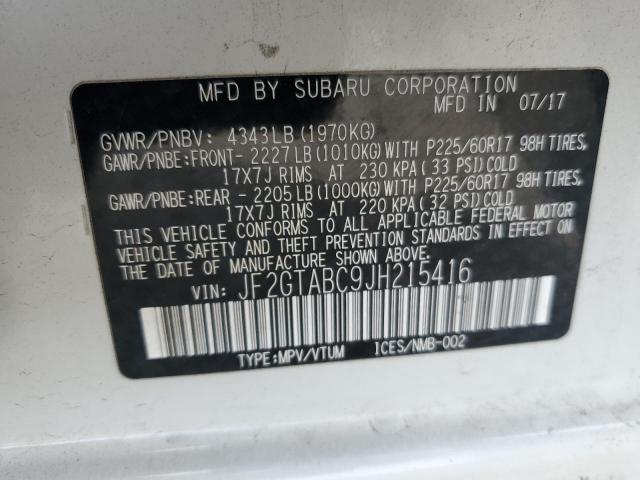 MFD BY SUBARU CORPORATION
MFD IN 07/17
GVWR/PNBV: 4343LB (1970KG)
GAWR/PNBE:FRONT- 2227 LB (1010KG) WITH P225/60R17 98H TIRES,
17X7J RIMS AT 230 KPA ( 33 PSI) COLD
GAWR/PNBE:REAR - 2205 LB (1000KG) WITH P225/60R17 98H TIRES,
17X7J RIMS AT 220 KPA ( 32 PSI) COLD
THIS VEHICLE CONFORMS TO ALL APPLICABLE FEDERAL MOTOR
VEHICLE SAFETY AND THEFT PREVENTION STANDARDS IN EFFECT ON
THE DATE OF MANUFACTURE SHOWN ABOVE.
VIN: JF2GTABC9JH215416
TYPE:MPV/VTUM ICES/NMB-002